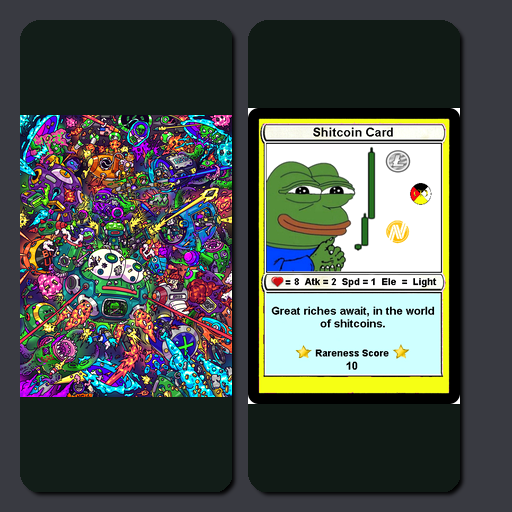 Shitcoin Card
= 8 Atk = 2 Spd = 1 Ele = Light
Great riches await, in the world
of shitcoins.
Rareness Score
10